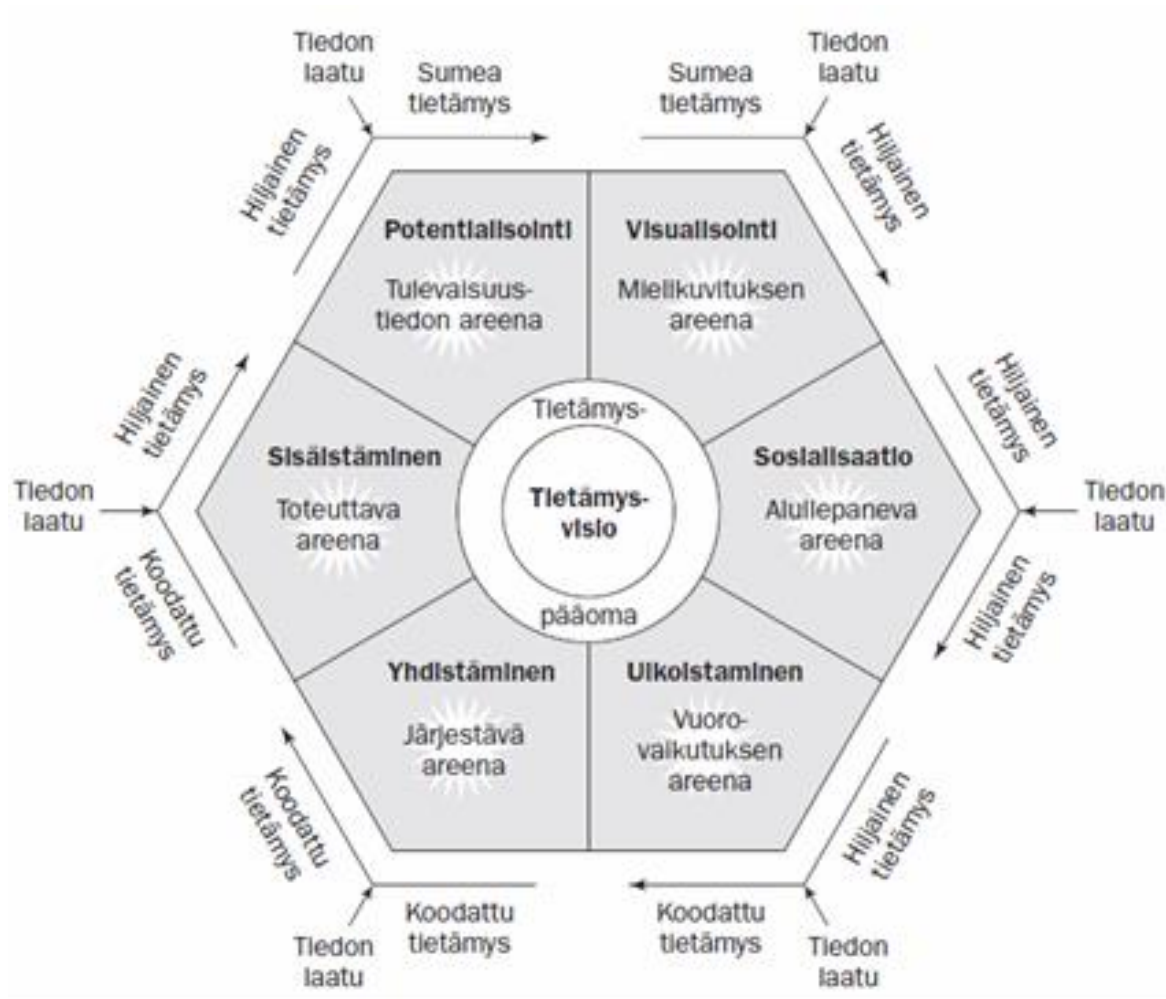 Tiedon
laatu
Sumea
tietämys
Sumea
tietämys
Tiedon
laatu
Hiljainen
tietämys
Hiljainen
tietämys
Potentialisointi
Tulevaisuus-
tiedon areena
Visualisointi
Mielikuvituksen
areena
Hiljainen
tietämys
Hiljainen
tietämys
Tiedon
laatu
Sisäistäminen
Toteuttava
areena
Tietämys-
Tietämys-
visio
pääoma
Sosialisaatio
Alullepaneva
areena
Tiedon
laatu
Koodattu
tietämys
Hiljainen
tietämys
Yhdistäminen
Järjestävä
areena
Ulkoistaminen
Vuoro-
vaikutuksen
areena
Koodattu
tietämys
Hiljainen
tietämys
Koodattu
tietämys
Koodattu
tietämys
Tiedon
laatu
Tiedon
laatu